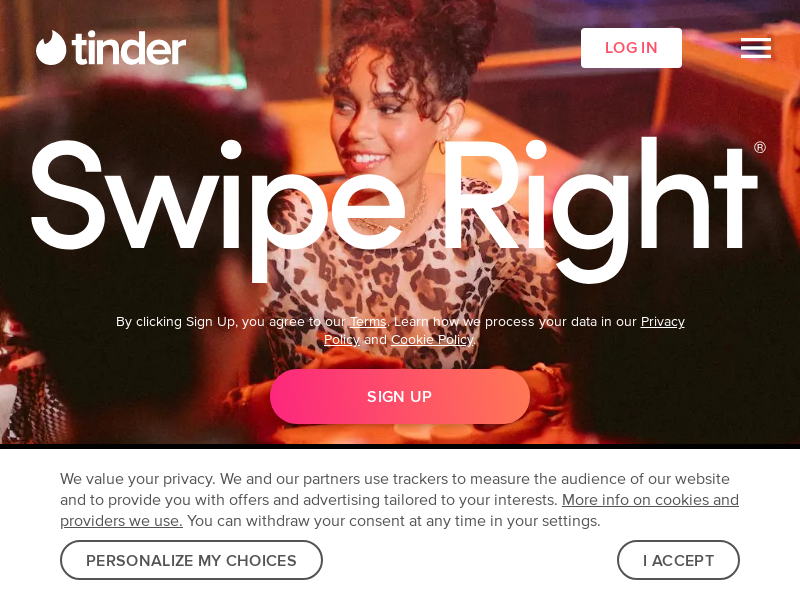 tinder
LOG IN
Swipe Right®
By clicking Sign Up, you agree to our Terms. Learn how we process your data in our Privacy
Policy and Cookie Policy.
SIGN UP
We value your privacy. We and our partners use trackers to measure the audience of our website
and to provide you with offers and advertising tailored to your interests. More info on cookies and
providers we use. You can withdraw your consent at any time in your settings.
PERSONALIZE MY CHOICES
I ACCEPT